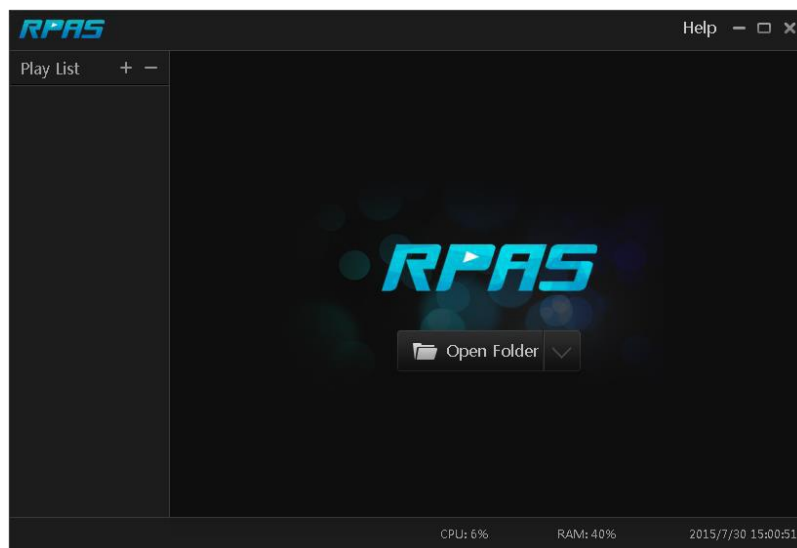 RPAS
Help
Play List + −
RPAS
Open Folder
CPU: 6% RAM: 40% 2015/7/30 15:00:51